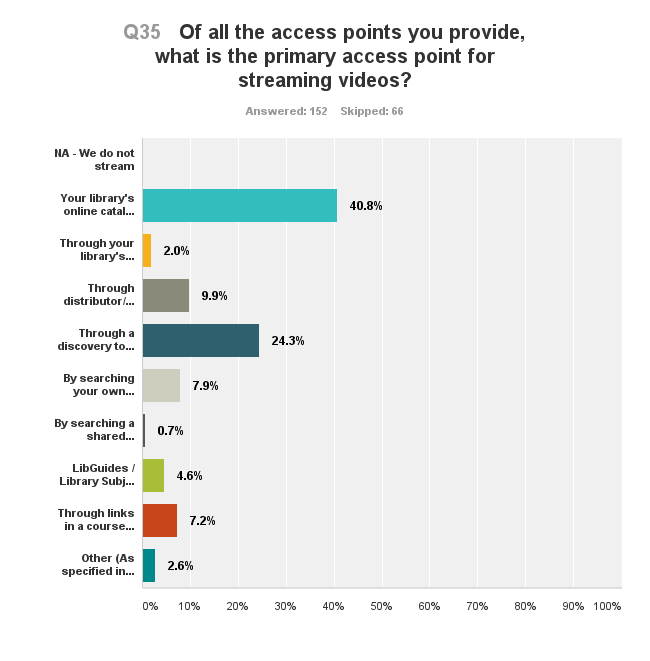 Q35 Of all the access points you provide,
what is the primary access point for
streaming videos?
Answered: 152 Skipped: 66
NA - We do not
stream
Your library's
online catal...
40.8%
Through your
library's...
2.0%
Through
distributor/...
9.9%
Through a
discovery to...
24.3%
By searching
your own...
7.9%
By searching a
shared...
0.7%
LibGuides /
Library Subj...
4.6%
Through links
in a course...
7.2%
Other (As
specified in...
2.6%
0% 10% 20% 30% 40% 50% 60% 70% 80% 90% 100%